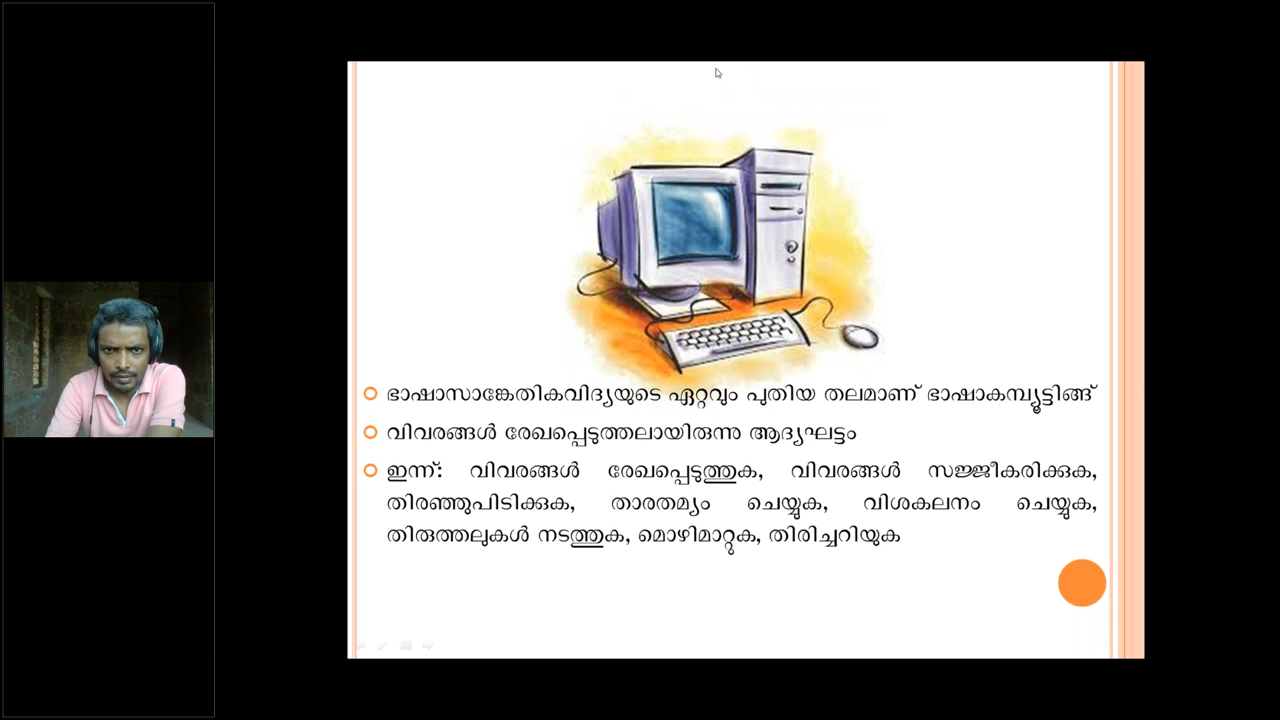 ഭാഷാസാങ്കേതികവിദ്യയുടെ ഏറ്റവും പുതിയ തലമാണ് ഭാഷാകമ്പ്യൂട്ടിങ്ങ്
വിവരങ്ങൾ രേഖപ്പെടുത്തലായിരുന്നു ആദ്യഘട്ടം
ഇന്ന്: വിവരങ്ങൾ രേഖപ്പെടുത്തുക, വിവരങ്ങൾ സജ്ജീകരിക്കുക,
തിരഞ്ഞുപിടിക്കുക, താരതമ്യം ചെയ്യുക, വിശകലനം ചെയ്യുക,
തിരുത്തലുകൾ നടത്തുക, മൊഴിമാറ്റുക, തിരിച്ചറിയുക